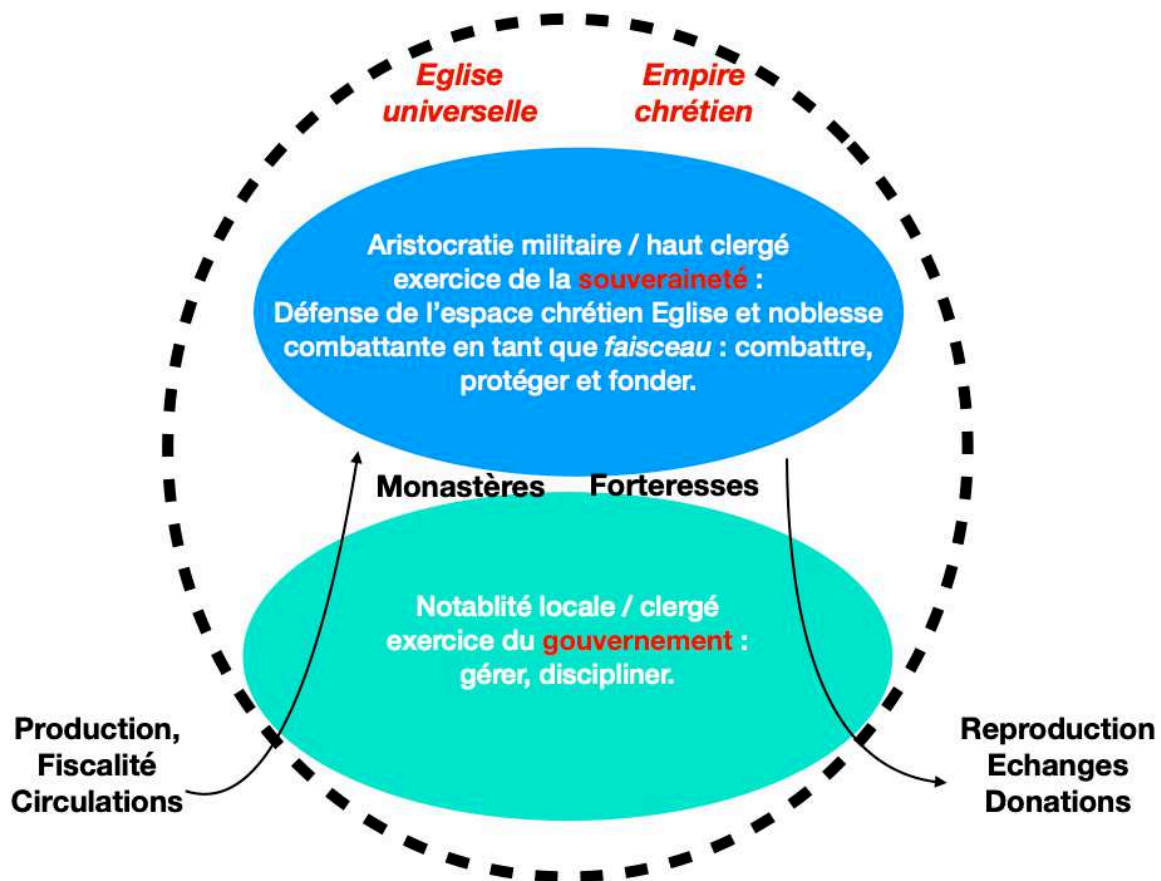 Eglise
universelle
Empire
chrétien
Aristocratie militaire / haut clergé
exercice de la souveraineté :
Défense de l'espace chrétien Eglise et noblesse
combattante en tant que faisceau : combattre,
protéger et fonder.
Monastères
Forteresses
Notablité locale / clergé
exercice du gouvernement :
gérer, discipliner.
Production,
Fiscalité
Circulations
Reproduction
Echanges
Donations